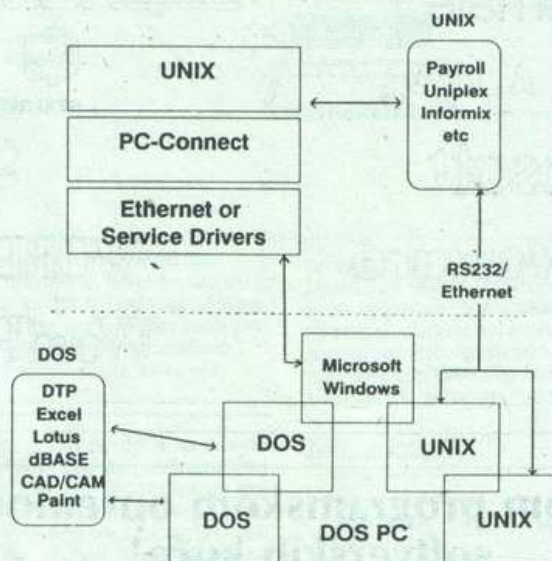 UNIX
UNIX
Payroll
Uniplex
Informix
etc
PC-Connect
Ethernet or
Service Drivers
RS232/
Ethernet
DOS
DTP
Excel
Lotus
dBASE
CAD/CAM
Paint
Microsoft
Windows
DOS
UNIX
DOS
DOS PC
UNIX